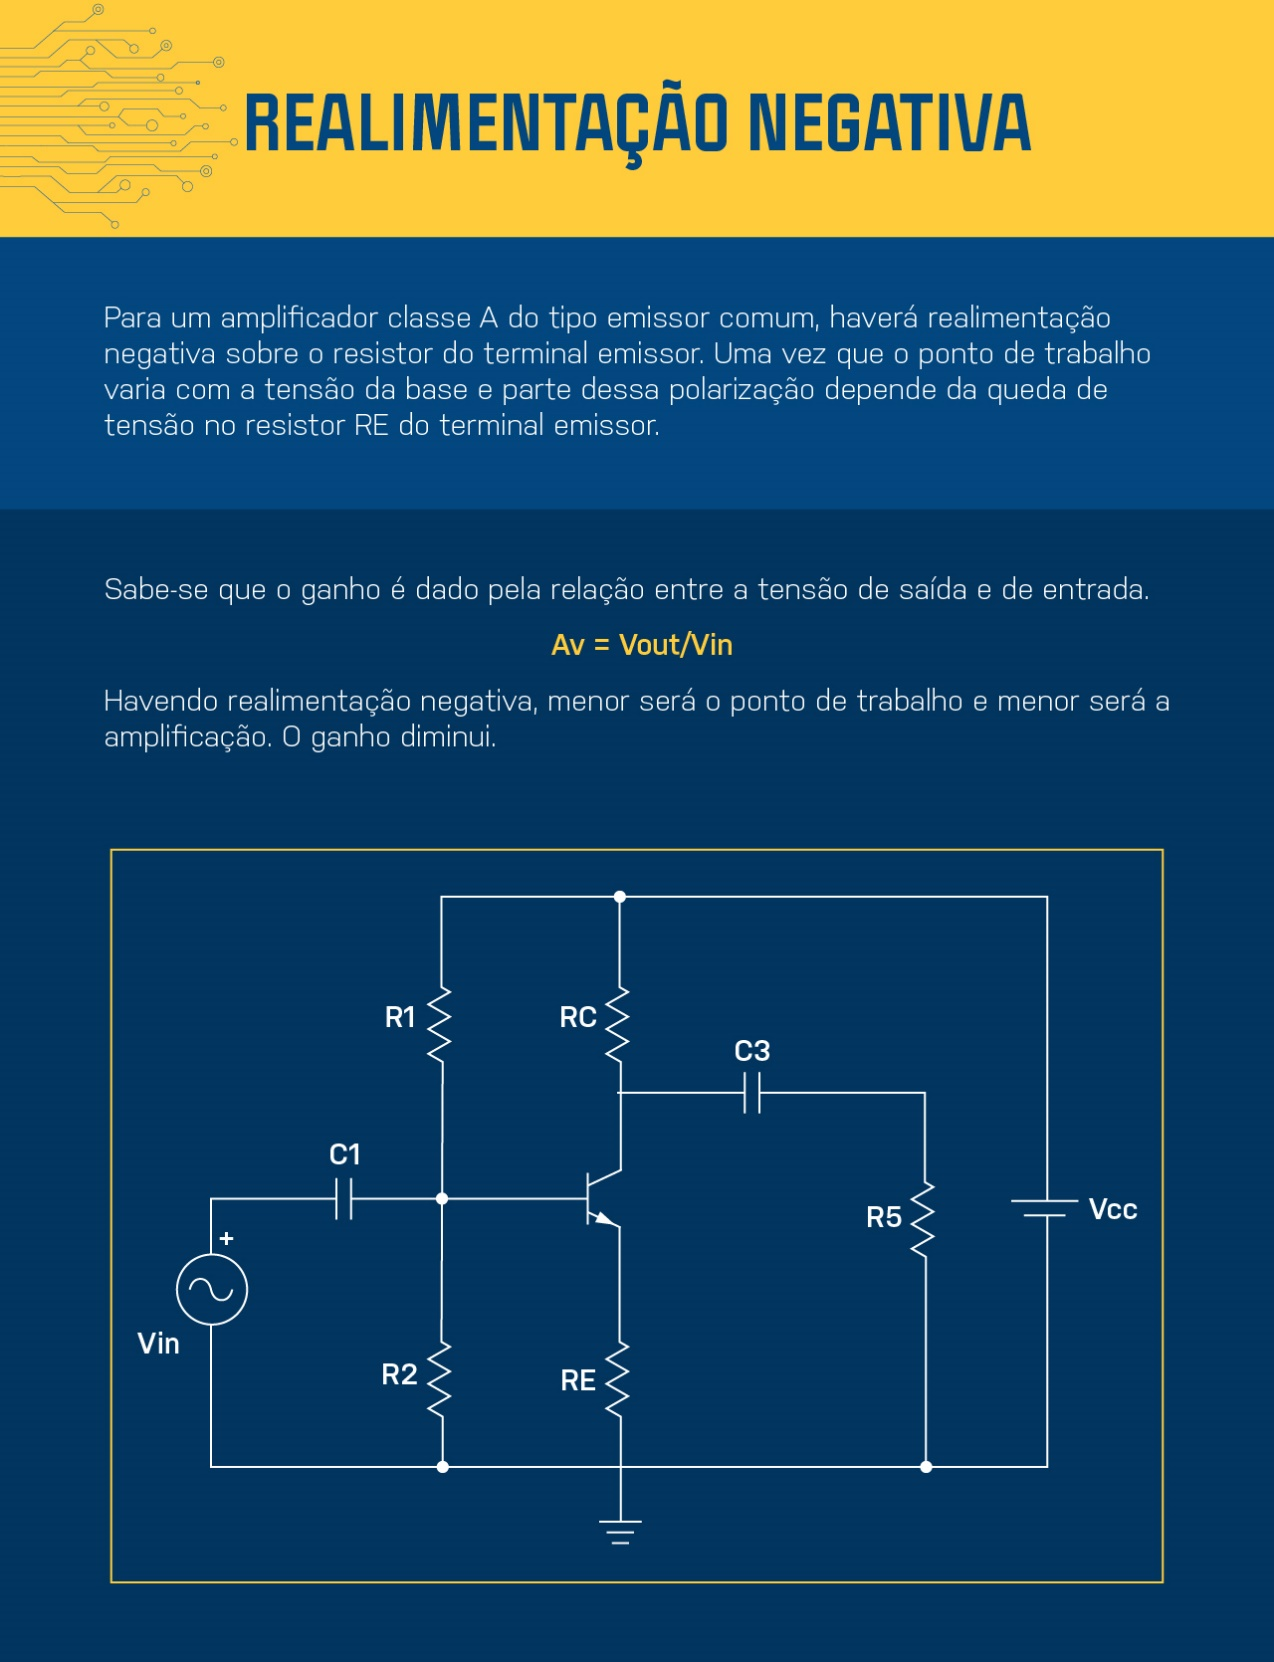 REALIMENTAÇÃO NEGATIVA
Para um amplificador classe A do tipo emissor comum, haverá realimentação
negativa sobre o resistor do terminal emissor. Uma vez que o ponto de trabalho
varia com a tensão da base e parte dessa polarização depende da queda de
tensão no resistor RE do terminal emissor.
Sabe-se que o ganho é dado pela relação entre a tensão de saída e de entrada.
Av = Vout/Vin
Havendo realimentação negativa, menor será o ponto de trabalho e menor será a
amplificação. O ganho diminui.
R1
RC
C3
C1
R5
Vcc
+
Vin
R2
RE